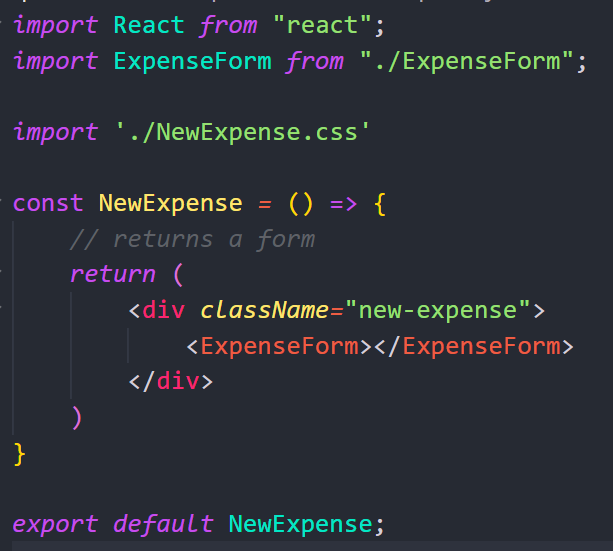 import React from "react";
import ExpenseForm from "./ExpenseForm";
import './NewExpense.css'
const NewExpense = () => {
// returns a form
return (
<div className="new-expense">
<ExpenseForm></ExpenseForm>
</div>
)
}
export default NewExpense;